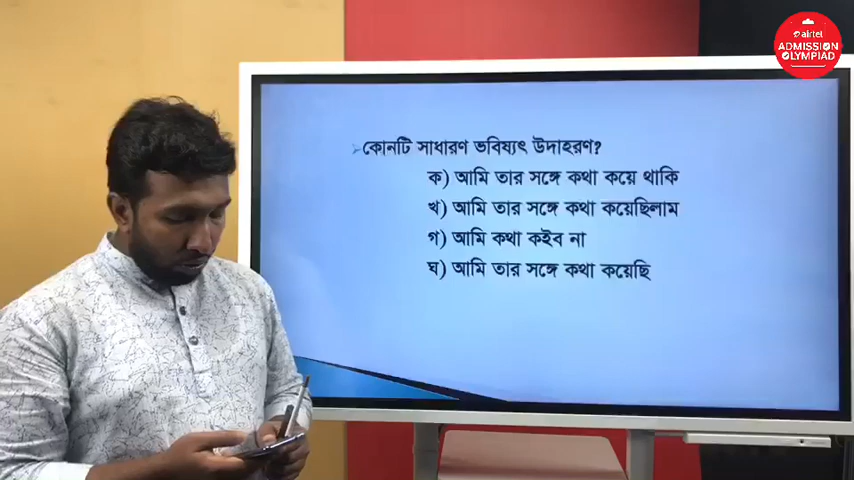 airtel
ADMISSION
OLYMPIAD
কোনটি সাধারণ ভবিষ্যৎ উদাহরণ?
ক) আমি তার সঙ্গে কথা কয়ে থাকি
খ) আমি তার সঙ্গে কথা কয়েছিলাম
গ) আমি কথা কইব না
ঘ) আমি তার সঙ্গে কথা কয়েছি